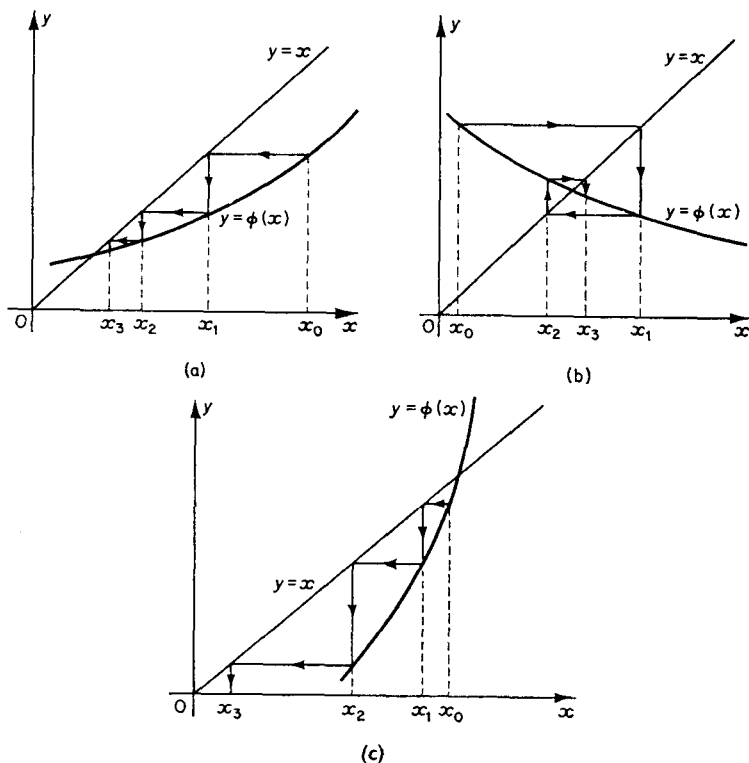 y
y = x
y = ϕ(x)
O
x₃ x₂ x₁ x₀ x
(a)
y
y = x
y = ϕ(x)
O
x₀ x₂ x₃ x₁ x
(b)
y = ϕ(x)
y
y = x
O
x₃ x₂ x₁ x₀ x
(c)